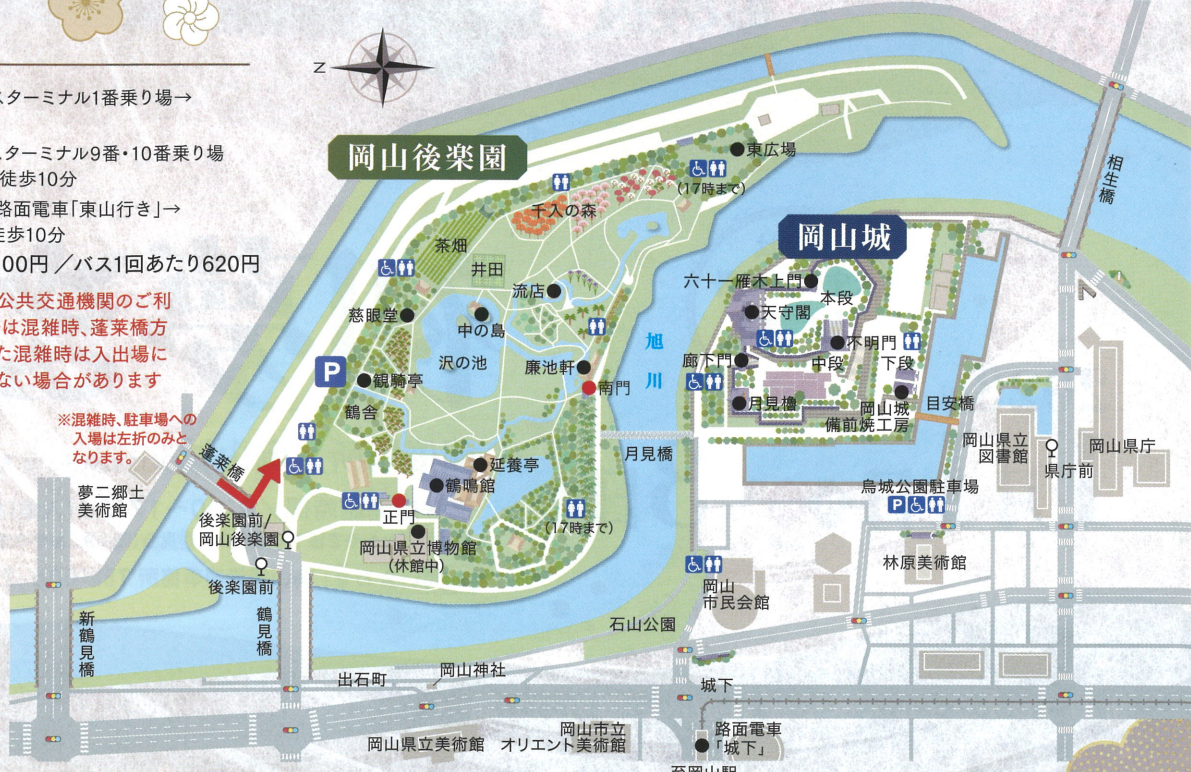 スターミナル1番乗り場→
スターミナル9番・10番乗り場
徒歩10分
路面電車「東山行き」→
徒歩10分
00円／バス1回あたり620円
公共交通機関のご利
は混雑時、蓬莱橋方
た混雑時は入出場に
ない場合があります
※混雑時、駐車場への
入場は左折のみと
なります。
Z
岡山後楽園
東広場
(17時まで)
千入の森
茶畑
井田
流店
慈眼堂
中の島
沢の池
廉池軒
南門
P
観騎亭
鶴舎
延養亭
鶴鳴館
正門
岡山県立博物館
(休館中)
(17時まで)
旭川
月見橋
相生橋
岡山城
六十一雁木上門
本段
天守閣
不明門
中段
下段
廊下門
月見櫓
岡山城
備前焼工房
目安橋
岡山県立
図書館
県庁前
岡山県庁
烏城公園駐車場
P
林原美術館
岡山
市民会館
石山公園
蓬莱橋
夢二郷土
美術館
後楽園前/
岡山後楽園
後楽園前
新鶴見橋
鶴見橋
出石町
岡山神社
城下
岡山県立美術館
岡山市立
オリエント美術館
路面電車
「城下」
至岡山駅